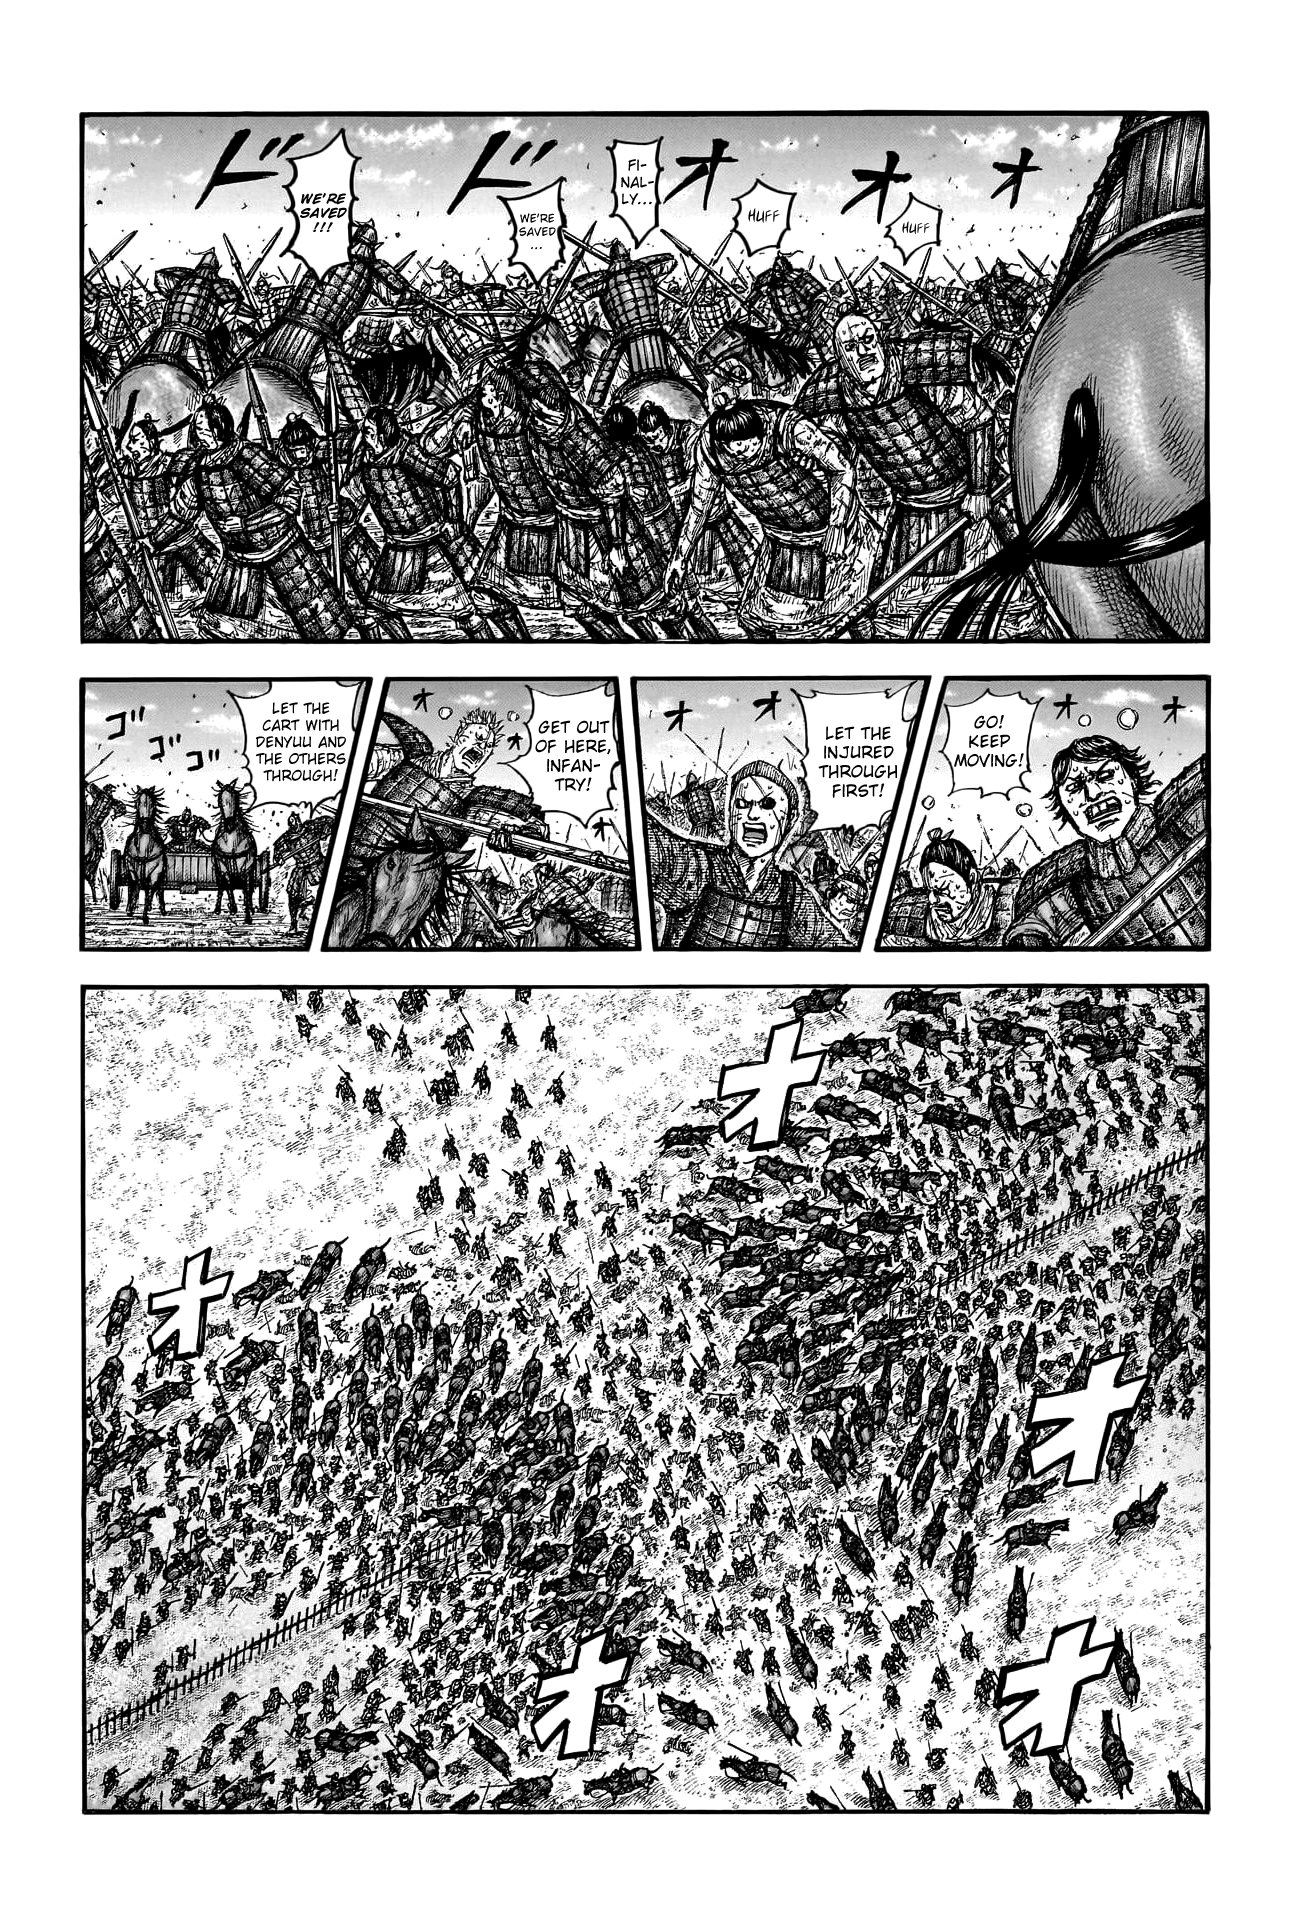 オ
オ
オ
ド
ド
HUFF
HUFF
FI-
NAL-
LY...
WE'RE
SAVED
...
WE'RE
SAVED
!!!
オ
オ
GO!
KEEP
MOVING!
オ
オ
LET THE
INJURED
THROUGH
FIRST!
オ
オ
オ
GET OUT
OF HERE,
INFAN-
TRY!
ゴ
ゴ
ゴ
LET THE
CART WITH
DENYUU AND
THE OTHERS
THROUGH!
オ
オ
オ
オ
オ